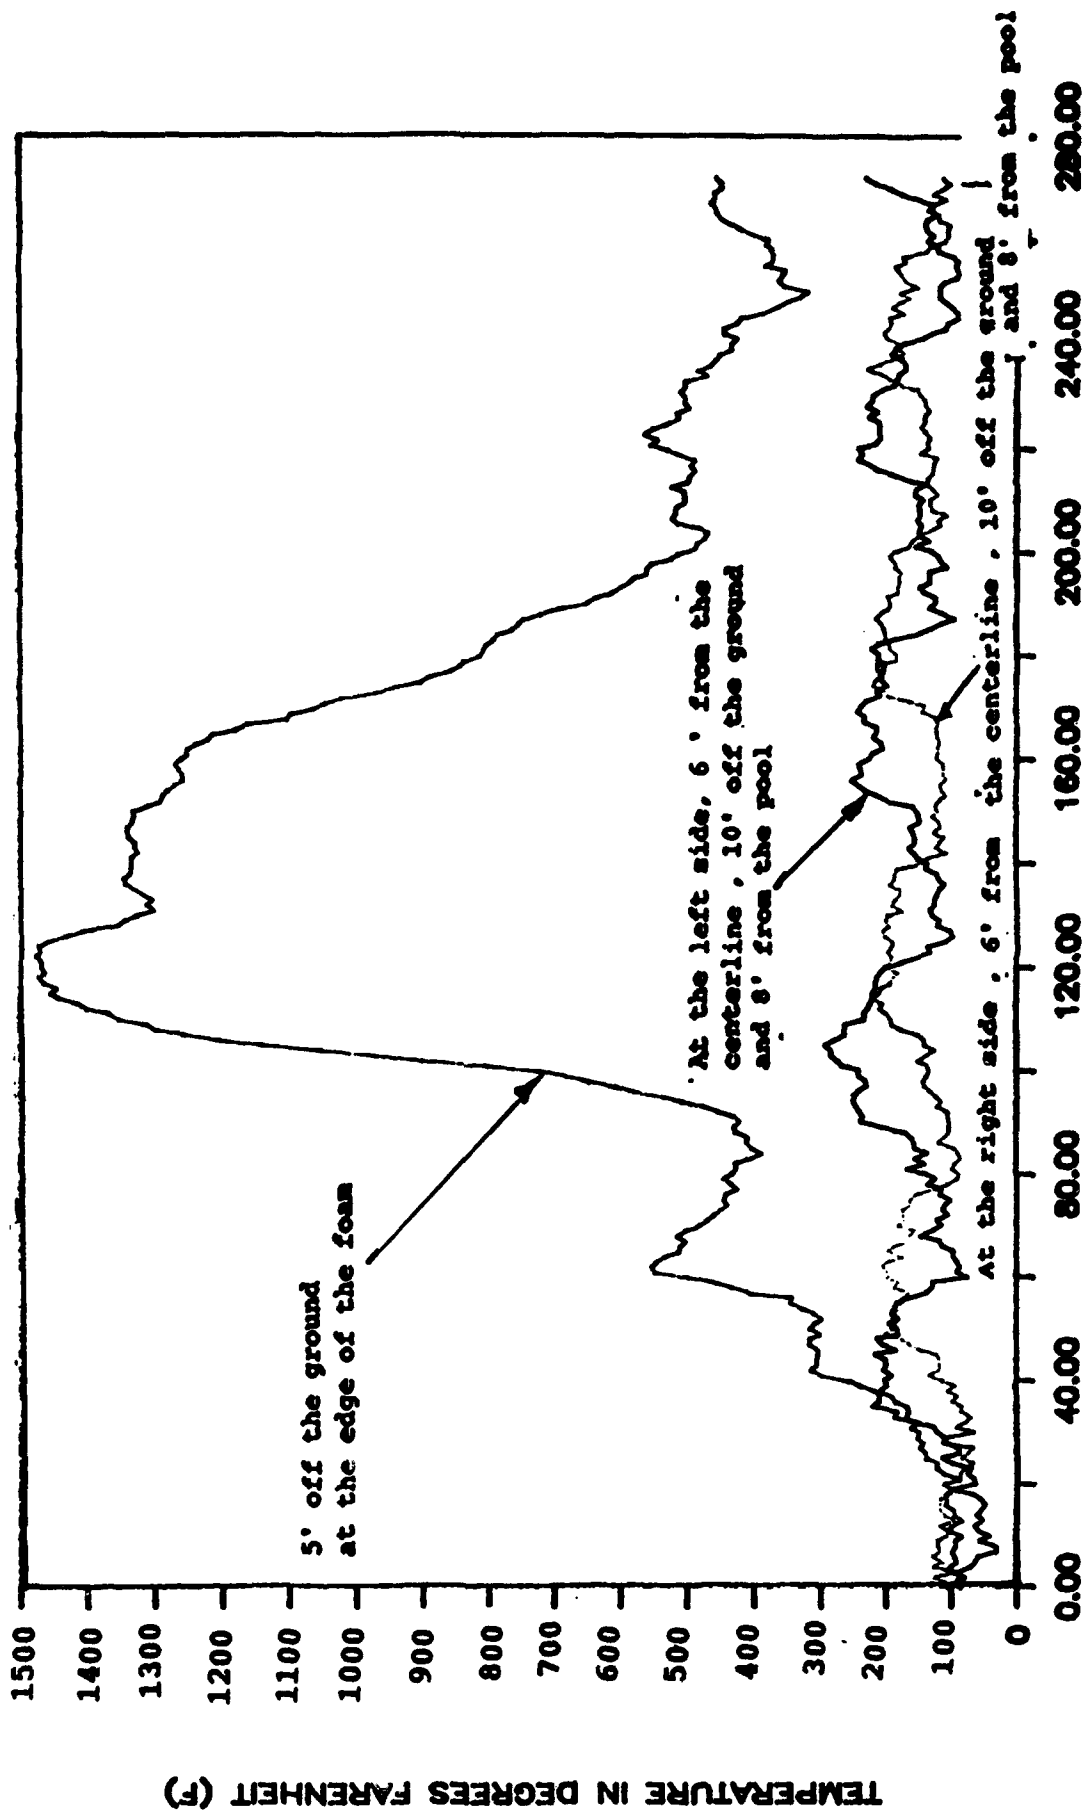 TEMPERATURE IN DEGREES FARENHEIT (F)
1500
1400
1300
1200
1100
1000
900
800
700
600
500
400
300
200
100
0
5' off the ground
at the edge of the foam
At the left side, 6 ' from the
centerline , 10' off the ground
and 8' from the pool
At the right side , 6' from the centerline , 10' off the ground
and 8' from the pool
0.00 40.00 80.00 120.00 160.00 200.00 240.00 280.00